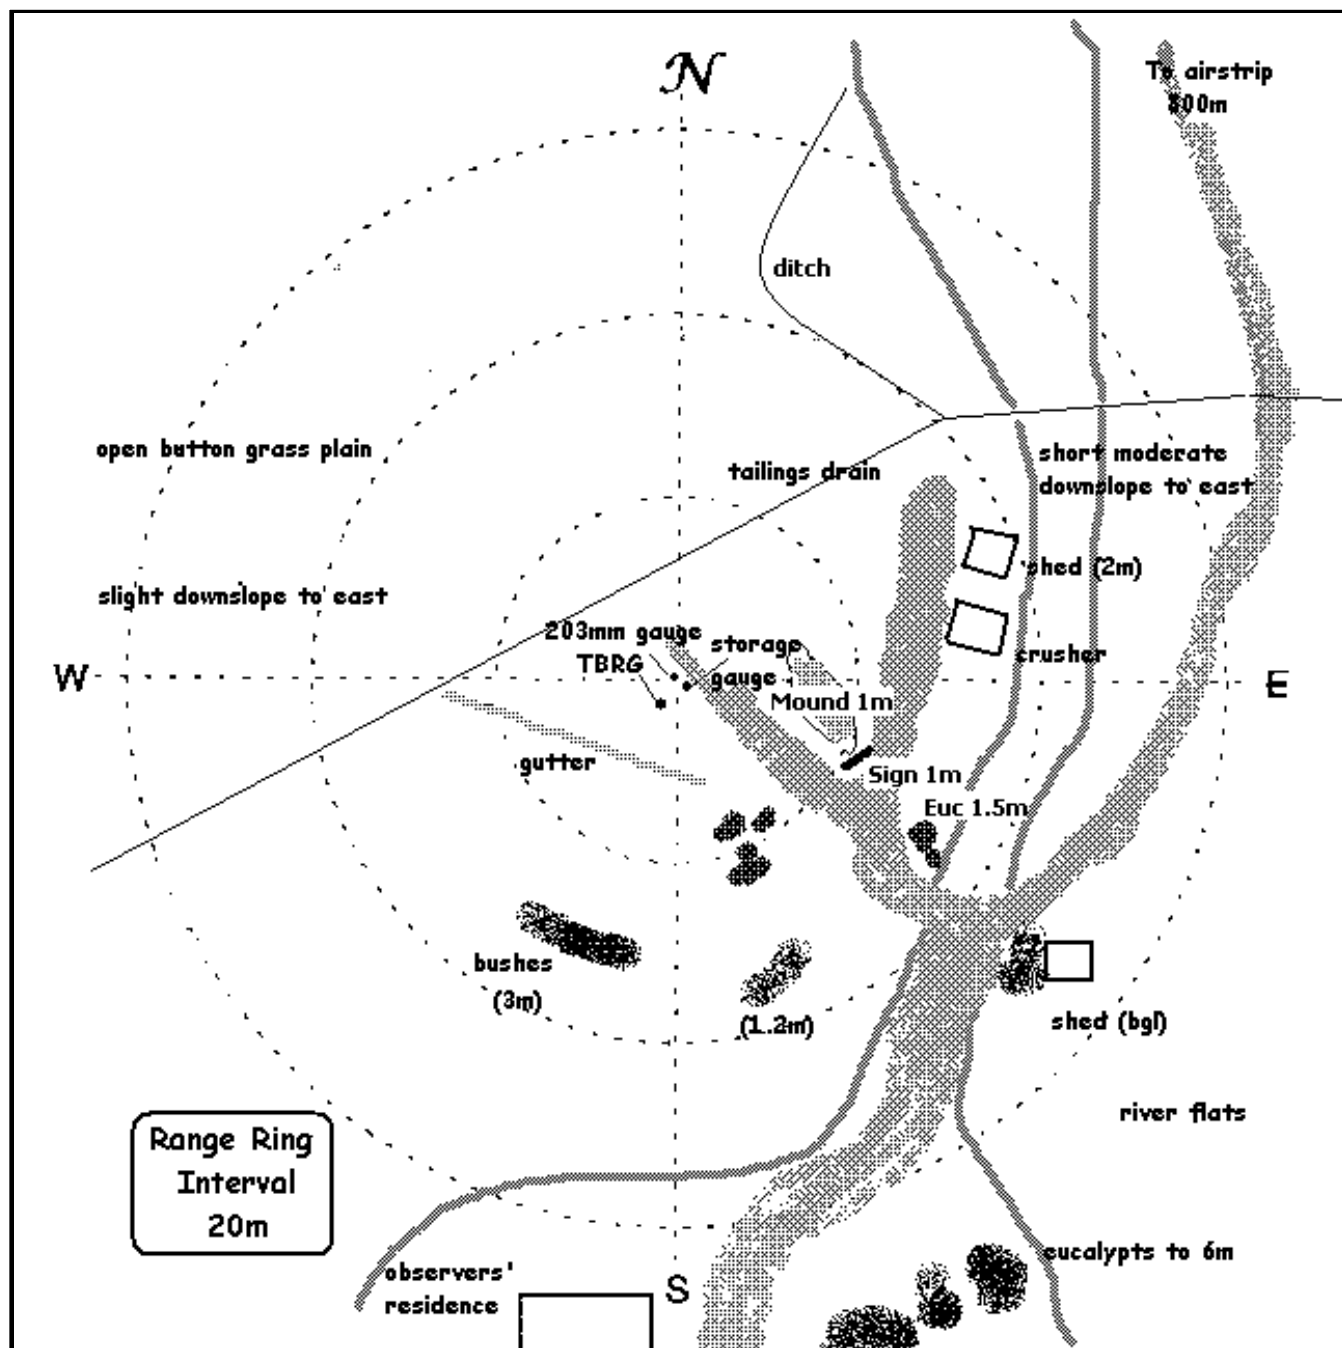 N
To airstrip
800m
ditch
open button grass plain
tailings drain
short moderate
downslope to east
shed (2m)
slight downslope to east
203mm gauge
storage
gauge
TBRG
crusher
W
E
Mound 1m
gutter
Sign 1m
Euc 1.5m
bushes
(3m)
(1.2m)
shed (bgl)
river flats
Range Ring
Interval
20m
eucalypts to 6m
observers'
residence
S